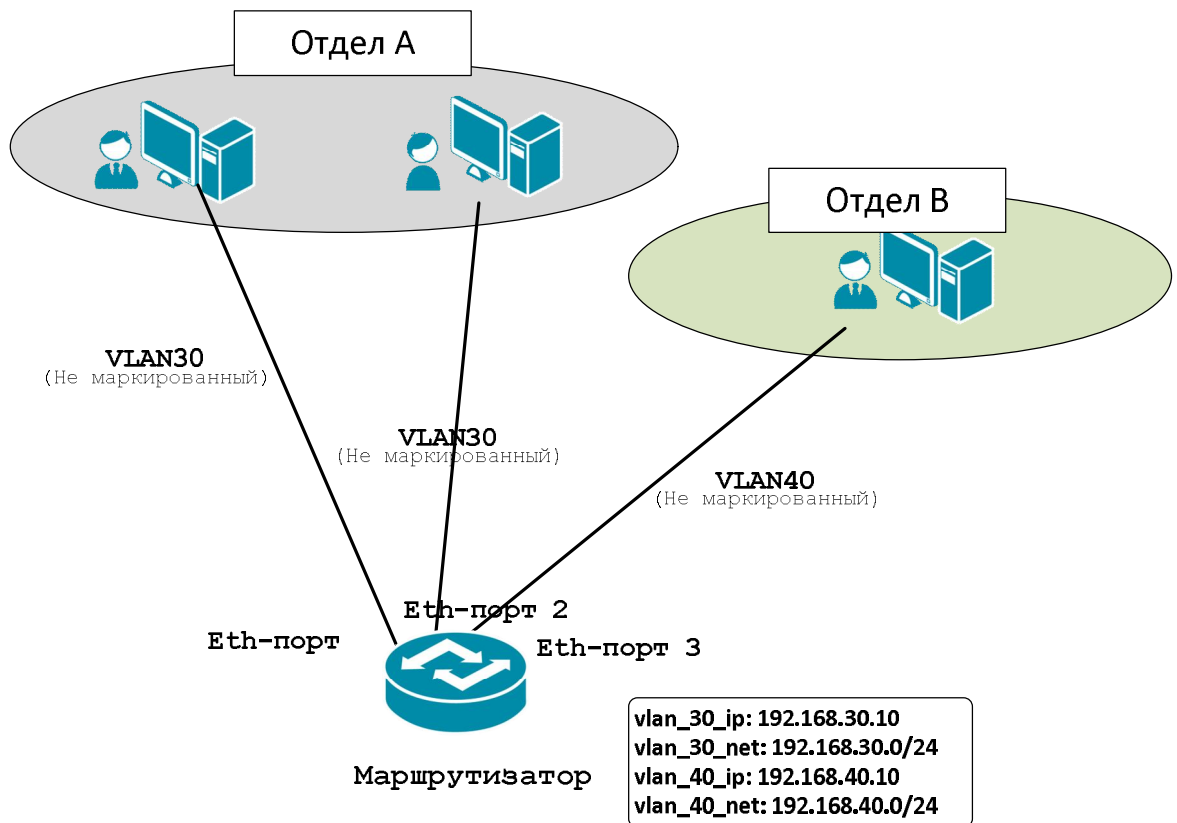 Отдел А
Отдел В
VLAN30
(Не маркированный)
VLAN30
(Не маркированный)
VLAN40
(Не маркированный)
Eth-порт 2
Eth-порт
Eth-порт 3
Маршрутизатор
vlan_30_ip: 192.168.30.10
vlan_30_net: 192.168.30.0/24
vlan_40_ip: 192.168.40.10
vlan_40_net: 192.168.40.0/24